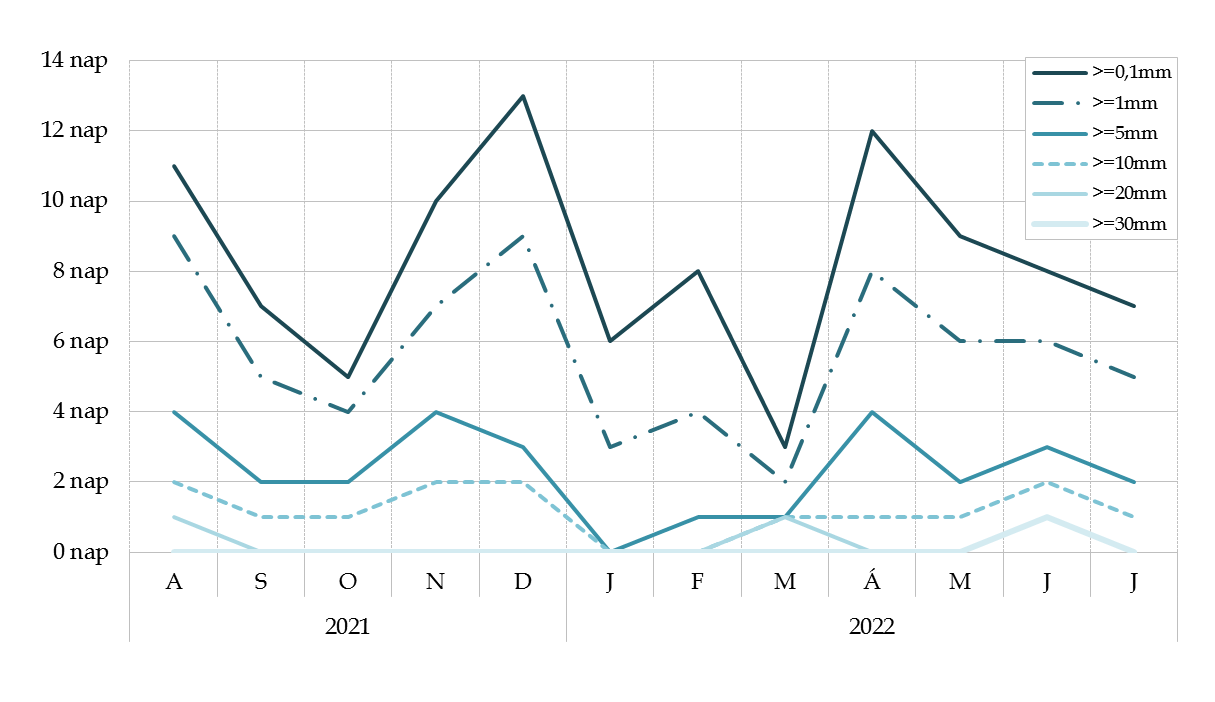 14 nap
12 nap
10 nap
8 nap
6 nap
4 nap
2 nap
0 nap
>=0,1mm
>=1mm
>=5mm
>=10mm
>=20mm
>=30mm
A S O N D J F M Á M J J
2021 2022